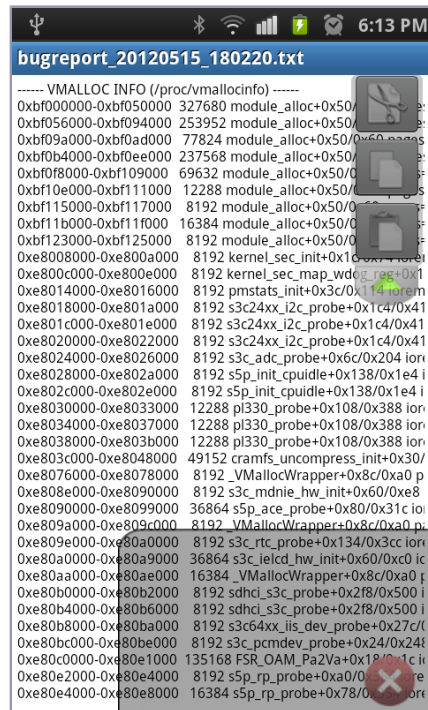 6:13 PM
bugreport_20120515_180220.txt
------ VMALLOC INFO (/proc/vmallocinfo) ------
0xbf000000-0xbf050000 327680 module_alloc+0x50/
0xbf056000-0xbf094000 253952 module_alloc+0x50/
0xbf09a000-0xbf0ad000 77824 module_alloc+0x50/0x60 pages
0xbf0b4000-0xbf0ee000 237568 module_alloc+0x50/
0xbf0f8000-0xbf109000 69632 module_alloc+0x50/0
0xbf10e000-0xbf111000 12288 module_alloc+0x50/0
0xbf115000-0xbf117000 8192 module_alloc+0x50/0
0xbf11b000-0xbf11f000 16384 module_alloc+0x50/0
0xbf123000-0xbf125000 8192 module_alloc+0x50/0
0xe8008000-0xe800a000 8192 kernel_sec_init+0x1c/0x74 iorem
0xe800c000-0xe800e000 8192 kernel_sec_map_wdog_reg+0x1
0xe8014000-0xe8016000 8192 pmstats_init+0x3c/0x114 iorem
0xe8018000-0xe801a000 8192 s3c24xx_i2c_probe+0x1c4/0x41
0xe801c000-0xe801e000 8192 s3c24xx_i2c_probe+0x1c4/0x41
0xe8020000-0xe8022000 8192 s3c24xx_i2c_probe+0x1c4/0x41
0xe8024000-0xe8026000 8192 s3c_adc_probe+0x6c/0x204 iore
0xe8028000-0xe802a000 8192 s5p_init_cpuidle+0x138/0x1e4 i
0xe802c000-0xe802e000 8192 s5p_init_cpuidle+0x138/0x1e4 i
0xe8030000-0xe8033000 12288 pl330_probe+0x108/0x388 iore
0xe8034000-0xe8037000 12288 pl330_probe+0x108/0x388 iore
0xe8038000-0xe803b000 12288 pl330_probe+0x108/0x388 iore
0xe803c000-0xe8048000 49152 cramfs_uncompress_init+0x30/
0xe8076000-0xe8078000 8192 _VMallocWrapper+0x8c/0xa0 p
0xe808e000-0xe8090000 8192 s3c_mdnie_hw_init+0x60/0xe8
0xe8090000-0xe8099000 36864 s5p_ace_probe+0x80/0x31c io
0xe809a000-0xe809c000 8192 _VMallocWrapper+0x8c/0xa0 p
0xe809e000-0xe80a0000 8192 s3c_rtc_probe+0x134/0x3cc iore
0xe80a0000-0xe80a9000 36864 s3c_ielcd_hw_init+0x60/0xc0 io
0xe80aa000-0xe80ae000 16384 _VMallocWrapper+0x8c/0xa0 p
0xe80b0000-0xe80b2000 8192 sdhci_s3c_probe+0x2f8/0x500 i
0xe80b4000-0xe80b6000 8192 sdhci_s3c_probe+0x2f8/0x500 i
0xe80b8000-0xe80ba000 8192 s3c64xx_iis_dev_probe+0x27c/
0xe80bc000-0xe80be000 8192 s3c_pcmdev_probe+0x24/0x248
0xe80c0000-0xe80e1000 135168 FSR_OAM_Pa2Va+0x18/0x1c i
0xe80e2000-0xe80e4000 8192 s5p_rp_probe+0xa0/0x
0xe80e4000-0xe80e8000 16384 s5p_rp_probe+0x78/0x